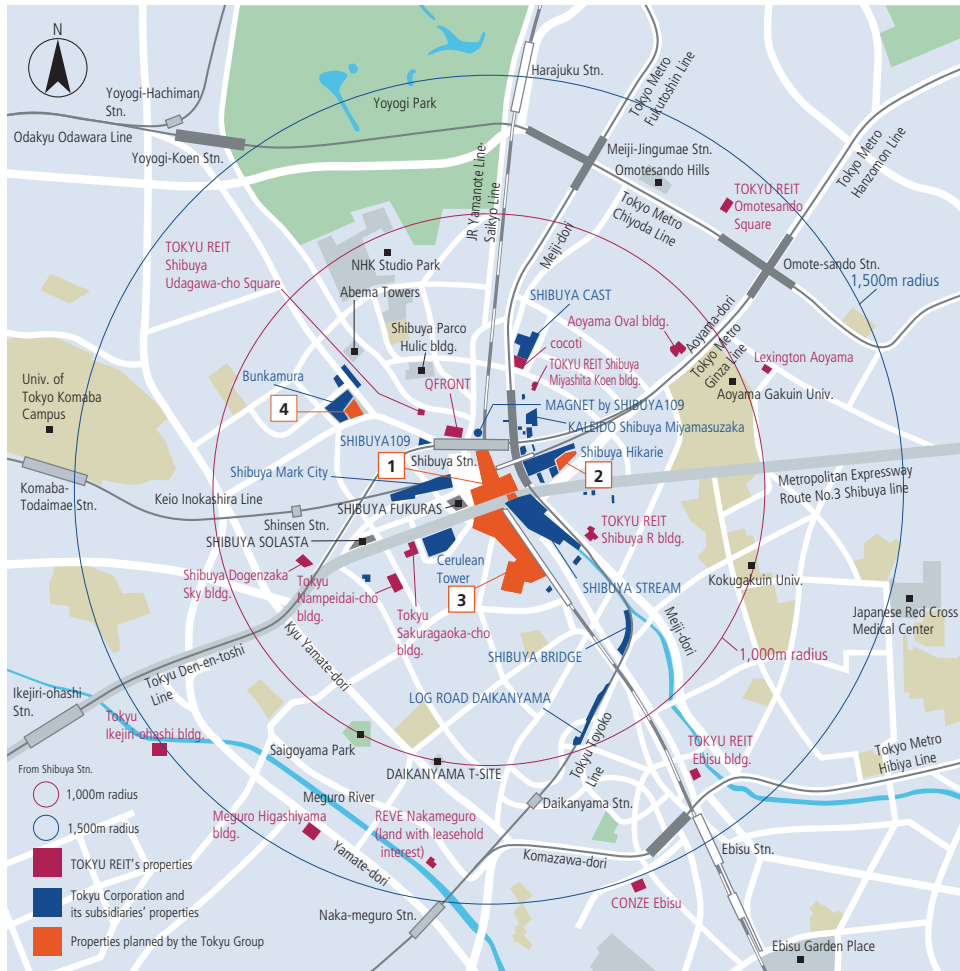 N
Yoyogi-Hachiman
Stn.
Odakyu Odawara Line
Yoyogi-Koen Stn.
Yoyogi Park
Harajuku Stn.
Tokyo Metro
Fukutoshin Line
JR Yamanote Line·
Saikyo Line
Meiji-dori
Meiji-Jingumae Stn.
Omotesando Hills
Tokyo Metro
Chiyoda Line
TOKYU REIT
Omotesando
Square
Tokyo Metro
Hanzomon Line
Omote-sando Stn.
1,500m radius
TOKYU REIT
Shibuya
Udagawa-cho Square
NHK Studio Park
Abema Towers
Shibuya Parco
Hulic bldg.
SHIBUYA CAST
Aoyama Oval bldg.
Aoyama-dori
Tokyo Metro
Ginza Line
cocoti
TOKYU REIT Shibuya
Miyashita Koen bldg.
Lexington Aoyama
Aoyama Gakuin Univ.
Univ. of
Tokyo Komaba
Campus
Bunkamura
4
QFRONT
MAGNET by SHIBUYA109
KALEIDO Shibuya Miyamasuzaka
SHIBUYA109
Shibuya Stn.
1
Shibuya Hikarie
2
Shibuya Mark City
Metropolitan Expressway
Route No.3 Shibuya line
Komaba-
Todaimae Stn.
Keio Inokashira Line
Shinsen Stn.
SHIBUYA FUKURAS
SHIBUYA SOLASTA
TOKYU REIT
Shibuya R bldg.
Shibuya Dogenzaka
Sky bldg.
Tokyu
Nampeidai-cho
bldg.
Cerulean
Tower
3
SHIBUYA STREAM
Kokugakuin Univ.
Japanese Red Cross
Medical Center
Tokyu
Sakuragaoka-cho
bldg.
Kyu Yamate-dori
Meiji-dori
SHIBUYA BRIDGE
1,000m radius
Tokyu Den-en-toshi
Line
Ikejiri-ohashi
Stn.
LOG ROAD DAIKANYAMA
Tokyu
Ikejin-ohashi bldg.
Saigoyama Park
DAIKANYAMA T-SITE
Tokyu Toyoko
Line
TOKYU REIT
Ebisu bldg.
Tokyo Metro
Hibiya Line
From Shibuya Stn.
1,000m radius
1,500m radius
TOKYU REIT's properties
Tokyu Corporation and
its subsidiaries' properties
Properties planned by the Tokyu Group
Meguro River
Meguro Higashiyama
bldg.
REVE Nakameguro
(land with leasehold
interest)
Yamate-dori
Daikanyama Stn.
Komazawa-dori
Ebisu Stn.
CONZE Ebisu
Naka-meguro Stn.
Ebisu Garden Place